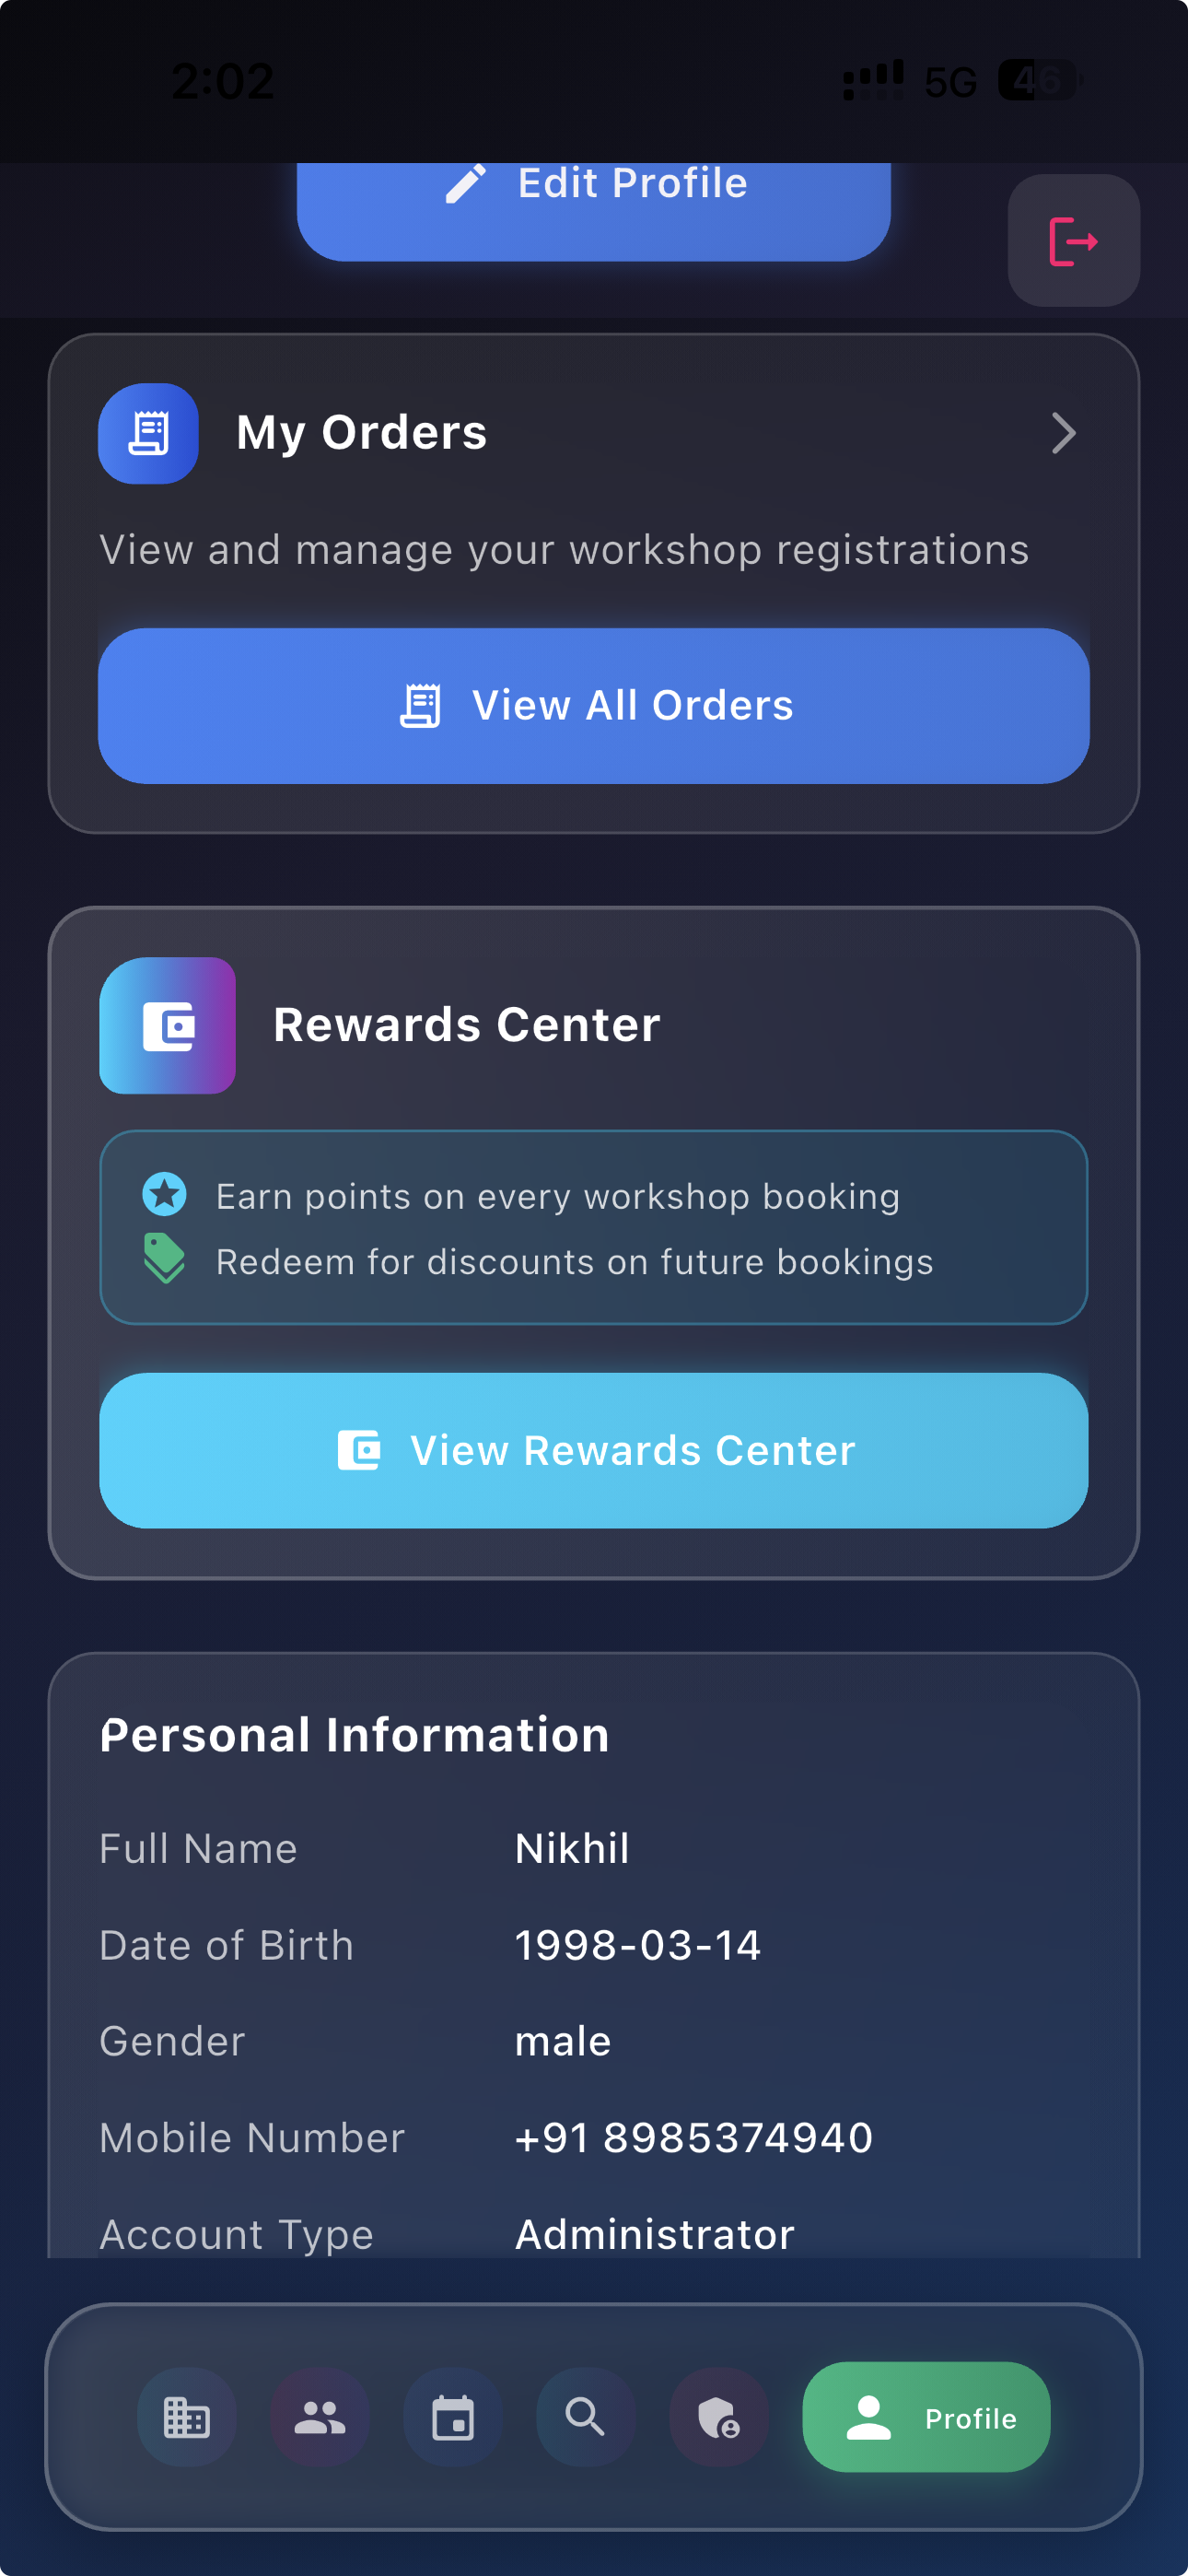 2:02 5G 46
Edit Profile
My Orders
View and manage your workshop registrations
View All Orders
Rewards Center
Earn points on every workshop booking
Redeem for discounts on future bookings
View Rewards Center
Personal Information
Full Name Nikhil
Date of Birth 1998-03-14
Gender male
Mobile Number +91 8985374940
Account Type Administrator
Profile